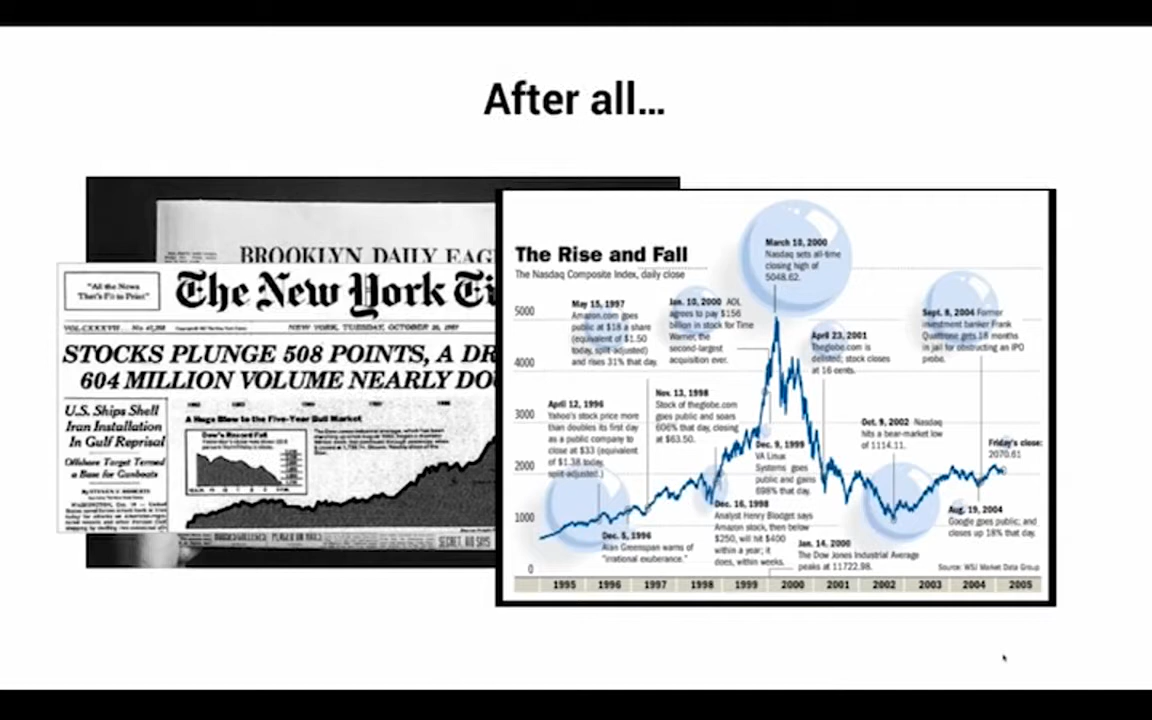 After all...
BROOKLYN DAILY EAG
"All the News
That's Fit to Print"
The New York Ti
NEW YORK, TUESDAY, OCTOBER 20, 1987
STOCKS PLUNGE 508 POINTS, A DR
604 MILLION VOLUME NEARLY DO
U.S. Ships Shell
Iran Installation
In Gulf Reprisal
Offshore Target Termed
a Base for Gunboats
A Huge Blow to the Five-Year Bull Market
The Rise and Fall
The Nasdaq Composite Index, daily close
March 10, 2000
Nasdaq sets all-time
closing high of
5048.62.
May 15, 1997
Amazon.com goes
public at $18 a share
(equivalent of $1.50
today, split-adjusted)
and rises 31% that day.
Jan. 10, 2000 AOL
agrees to pay $156
billion in stock for Time
Warner, the
second-largest
acquisition ever.
April 23, 2001
Theglobe.com is
delisted; stock closes
at 16 cents.
Sept. 8, 2004 Former
investment banker Frank
Quattrone gets 18 months
in jail for obstructing an IPO
probe.
April 12, 1996
Yahoo's stock price more
than doubles its first day
as a public company to
close at $33 (equivalent
of $1.38 today,
split-adjusted.)
Nov. 13, 1998
Stock of theglobe.com
goes public and soars
606% that day, closing
at $63.50.
Dec. 9, 1999
VA Linux
Systems goes
public and gains
698% that day.
Oct. 9, 2002 Nasdaq
hits a bear-market low
of 1114.11.
Friday's close:
2070.61
Dec. 5, 1996
Alan Greenspan warns of
"irrational exuberance."
Dec. 16, 1998
Analyst Henry Blodget says
Amazon stock, then below
$250, will hit $400
within a year; it
does, within weeks.
Jan. 14, 2000
The Dow Jones Industrial Average
peaks at 11722.98.
Aug. 19, 2004
Google goes public; and
closes up 18% that day.
Source: WSJ Market Data Group
5000
4000
3000
2000
1000
0
1995 1996 1997 1998 1999 2000 2001 2002 2003 2004 2005